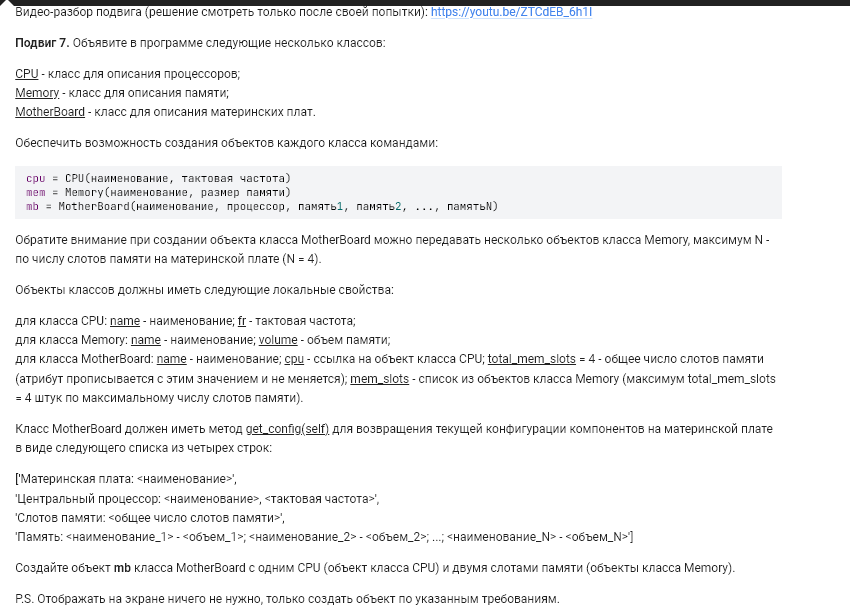 Видео-разбор подвига (решение смотреть только после своей попытки): https://youtu.be/ZTCdEB_6h1I
Подвиг 7. Объявите в программе следующие несколько классов:
CPU - класс для описания процессоров;
Memory - класс для описания памяти;
MotherBoard - класс для описания материнских плат.
Обеспечить возможность создания объектов каждого класса командами:
cpu = CPU(наименование, тактовая частота)
mem = Memory(наименование, размер памяти)
mb = MotherBoard(наименование, процессор, память1, память2, ..., памятьN)
Обратите внимание при создании объекта класса MotherBoard можно передавать несколько объектов класса Memory, максимум N -
по числу слотов памяти на материнской плате (N = 4).
Объекты классов должны иметь следующие локальные свойства:
для класса CPU: name - наименование; fr - тактовая частота;
для класса Memory: name - наименование; volume - объем памяти;
для класса MotherBoard: name - наименование; cpu - ссылка на объект класса CPU; total_mem_slots = 4 - общее число слотов памяти
(атрибут прописывается с этим значением и не меняется); mem_slots - список из объектов класса Memory (максимум total_mem_slots
= 4 штук по максимальному числу слотов памяти).
Класс MotherBoard должен иметь метод get_config(self) для возвращения текущей конфигурации компонентов на материнской плате
в виде следующего списка из четырех строк:
['Материнская плата: <наименование>',
'Центральный процессор: <наименование>, <тактовая частота>',
'Слотов памяти: <общее число слотов памяти>',
'Память: <наименование_1> - <объем_1>; <наименование_2> - <объем_2>; ...; <наименование_N> - <объем_N>']
Создайте объект mb класса MotherBoard с одним CPU (объект класса CPU) и двумя слотами памяти (объекты класса Memory).
P.S. Отображать на экране ничего не нужно, только создать объект по указанным требованиям.